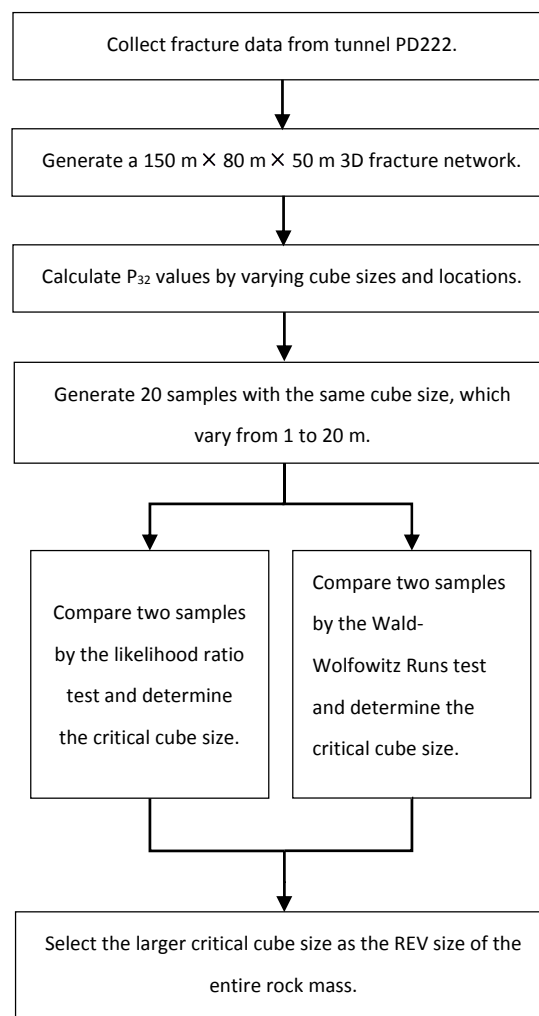 Collect fracture data from tunnel PD222.
Generate a 150 m × 80 m × 50 m 3D fracture network.
Calculate P₃₂ values by varying cube sizes and locations.
Generate 20 samples with the same cube size, which
vary from 1 to 20 m.
Compare two samples
by the likelihood ratio
test and determine
the critical cube size.
Compare two samples
by the Wald-
Wolfowitz Runs test
and determine the
critical cube size.
Select the larger critical cube size as the REV size of the
entire rock mass.